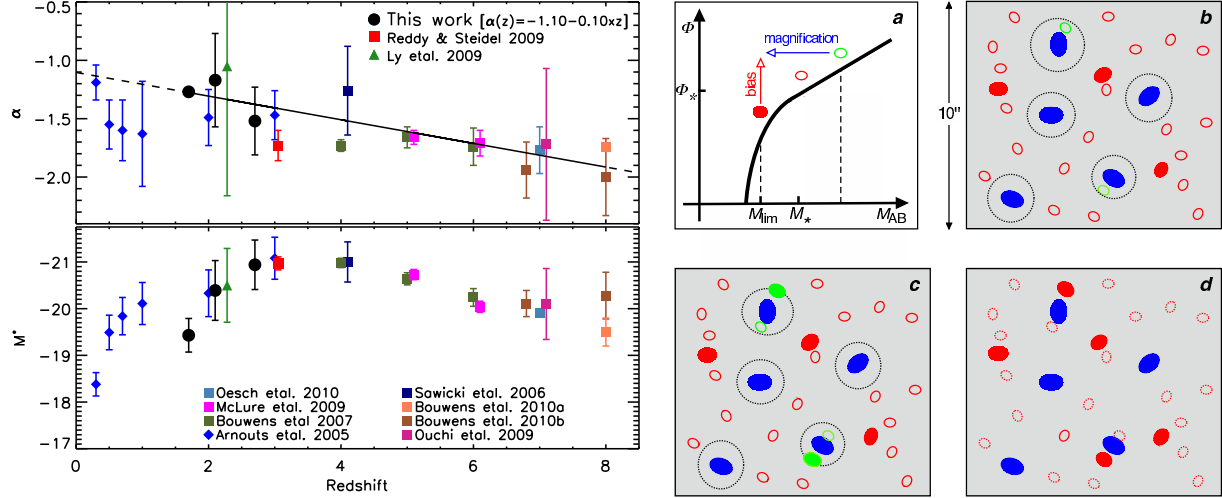 This work [α(z)=−1.10−0.10xz]
Reddy & Steidel 2009
Ly etal. 2009
−0.5
−1.0
−1.5
−2.0
α
−21
−20
−19
−18
−17
M*
Oesch etal. 2010
McLure etal. 2009
Bouwens etal 2007
Arnouts etal. 2005
Sawicki etal. 2006
Bouwens etal. 2010a
Bouwens etal. 2010b
Ouchi etal. 2009
0 2 4 6 8
Redshift
Φ
a
magnification
bias
Φ*
Mlim M* MAB
10"
b
c
d